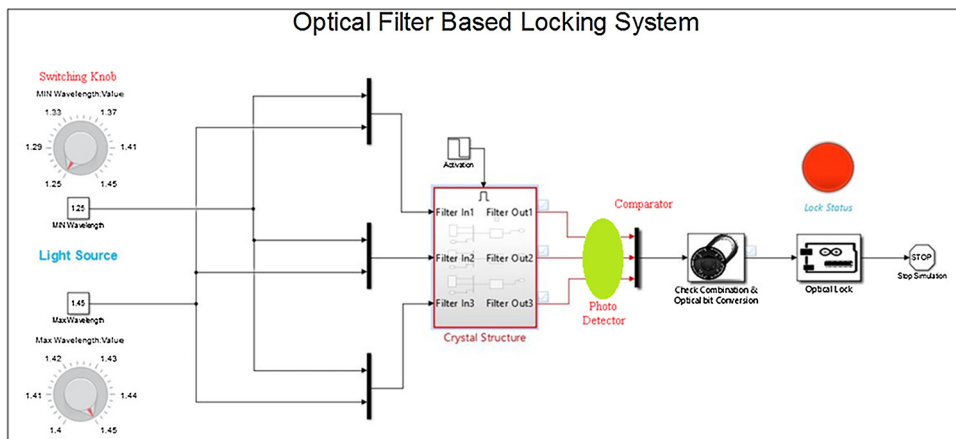 Optical Filter Based Locking System
Switching Knob
MIN Wavelength:Value
1.33 1.37
1.29 1.41
1.25 1.45
1.25
MIN Wavelength
Light Source
1.45
MaxWavelength
Max Wavelength:Value
1.42 1.43
1.41 1.44
1.4 1.45
Activation
Filter In1 Filter Out1
Filter In2 Filter Out2
Filter In3 Filter Out3
Crystal Structure
Comparator
Photo
Detector
Check Combination &
Optical bit Conversion
Lock Status
Optical Lock
STOP
Stop Simulation